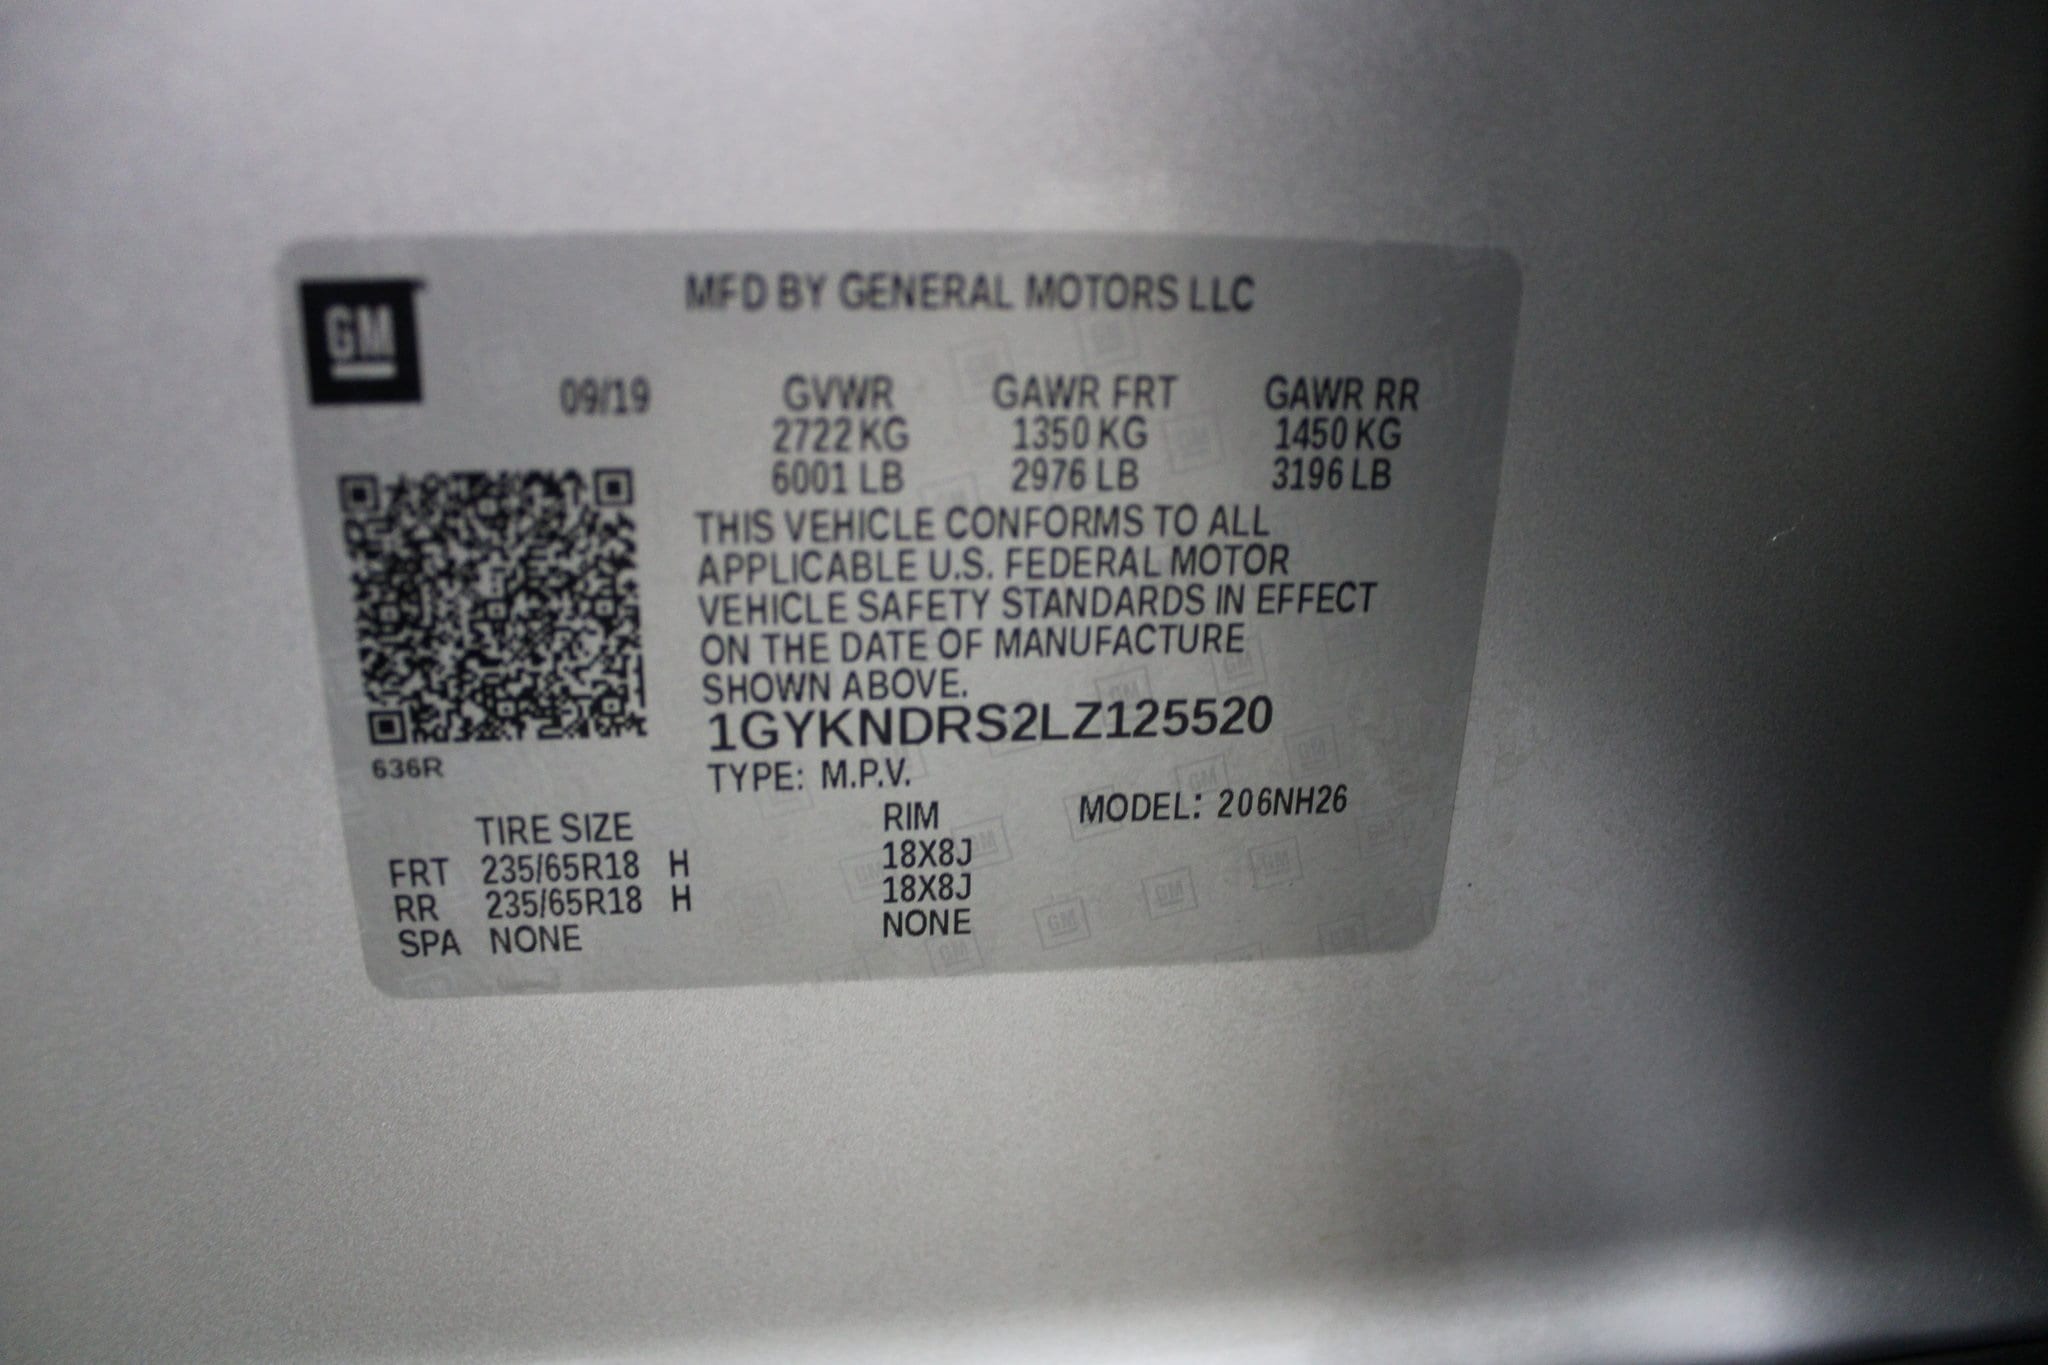 GM
MFD BY GENERAL MOTORS LLC
09/19 GVWR GAWR FRT GAWR RR
2722 KG 1350 KG 1450 KG
6001 LB 2976 LB 3196 LB
THIS VEHICLE CONFORMS TO ALL
APPLICABLE U.S. FEDERAL MOTOR
VEHICLE SAFETY STANDARDS IN EFFECT
ON THE DATE OF MANUFACTURE
SHOWN ABOVE.
1GYKNDRS2LZ125520
636R
TYPE: M.P.V.
MODEL: 206NH26
TIRE SIZE RIM
FRT 235/65R18 H 18X8J
RR 235/65R18 H 18X8J
SPA NONE NONE